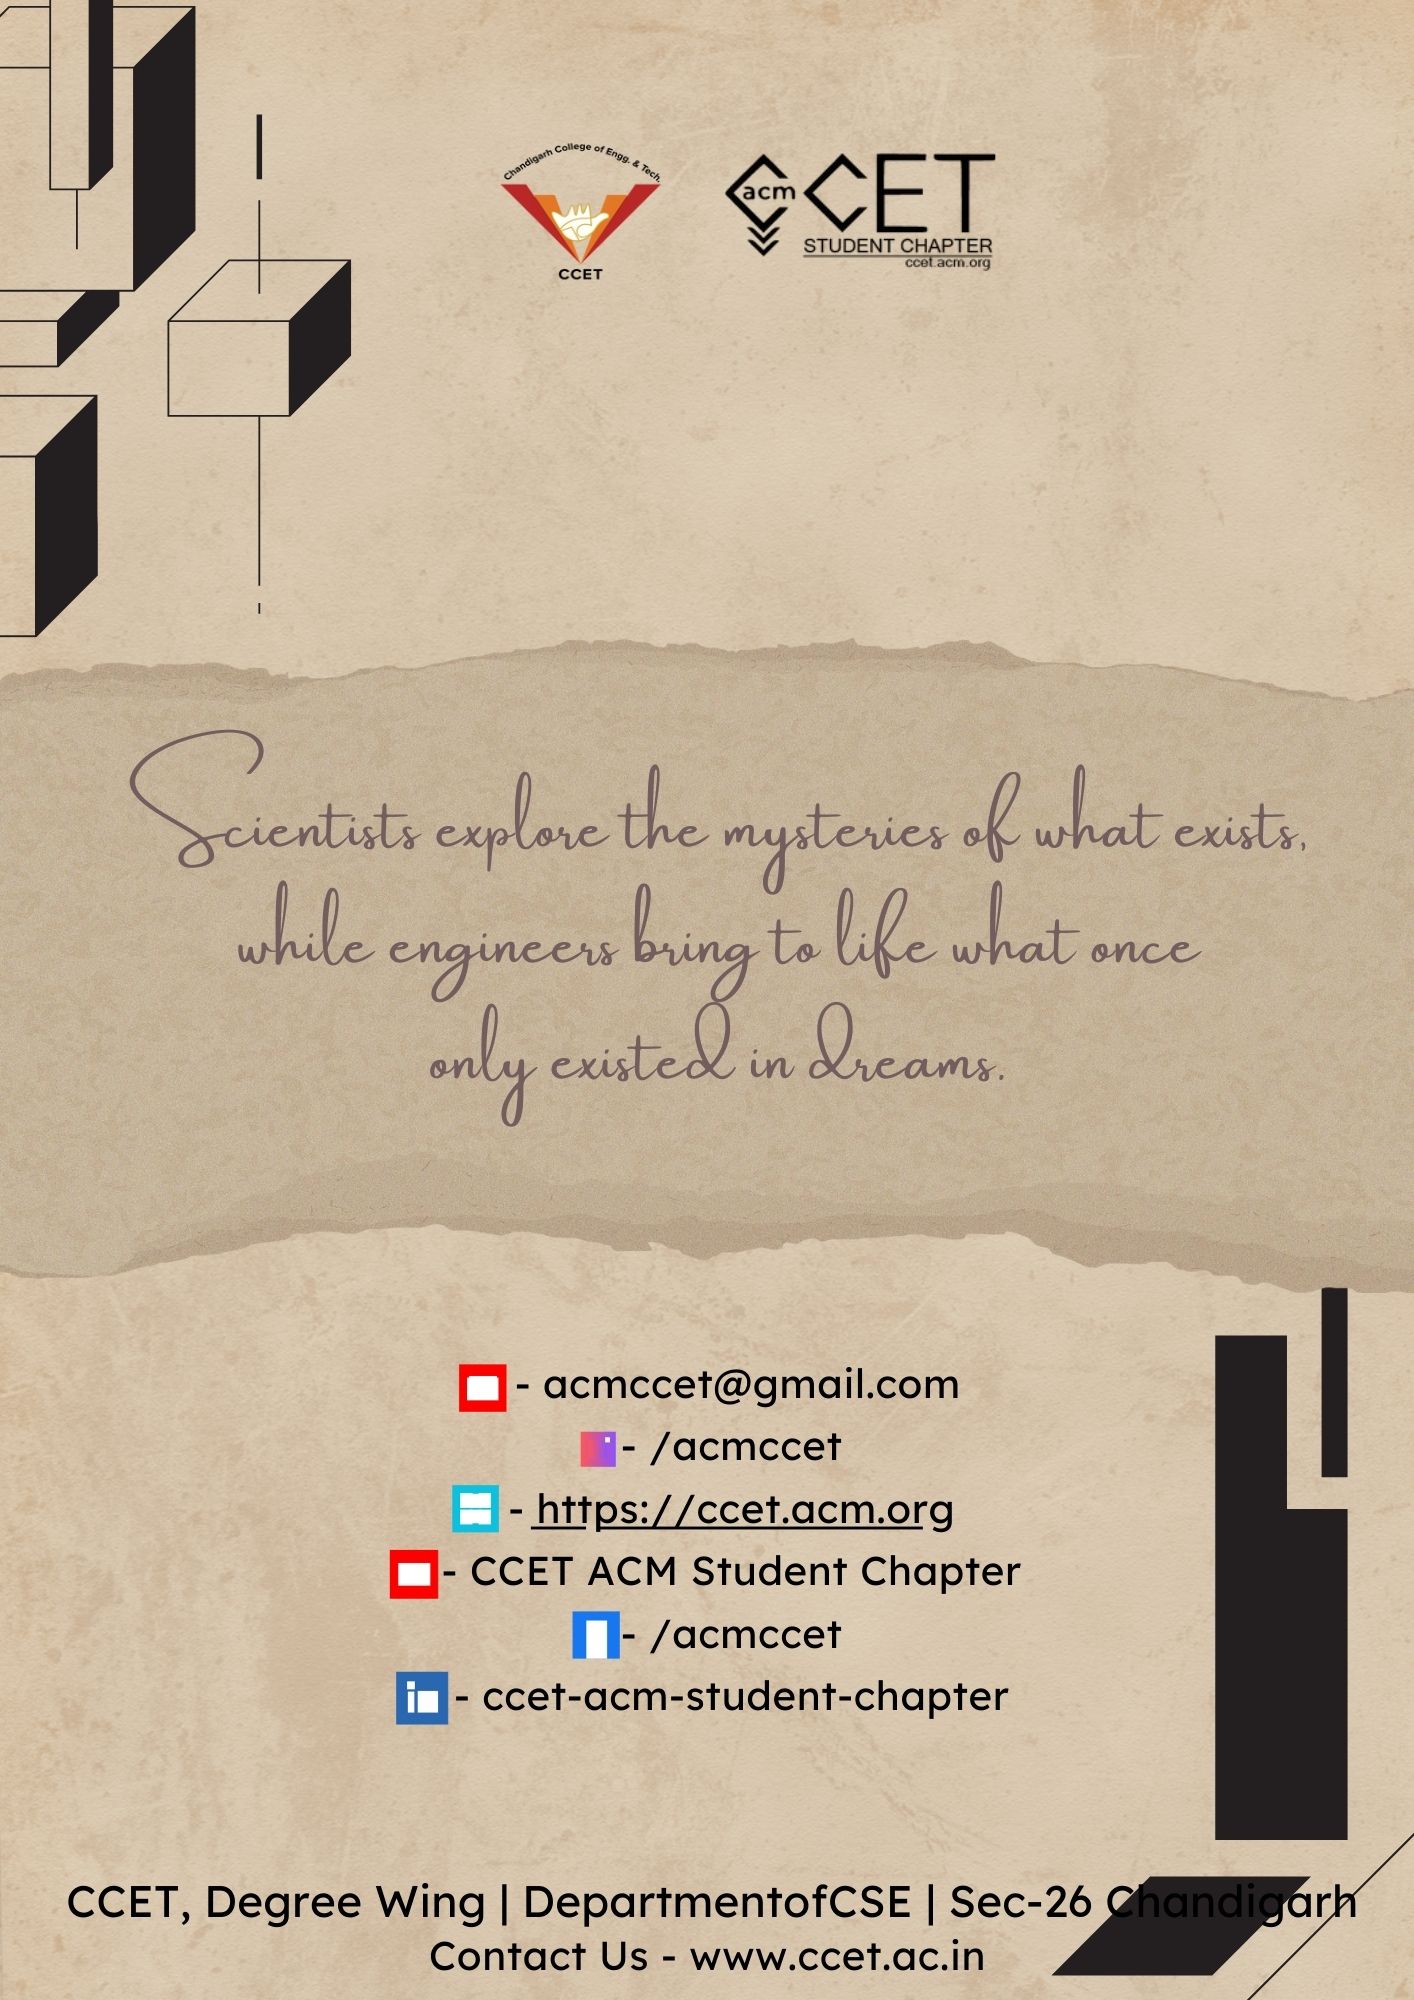 Chandigarh College of Engg. & Tech.
CCET
acm CCET
STUDENT CHAPTER
ccet.acm.org
Scientists explore the mysteries of what exists,
while engineers bring to life what once
only existed in dreams.
- acmccet@gmail.com
- /acmccet
- https://ccet.acm.org
- CCET ACM Student Chapter
- /acmccet
in - ccet-acm-student-chapter
CCET, Degree Wing | DepartmentofCSE | Sec-26 Chandigarh
Contact Us - www.ccet.ac.in